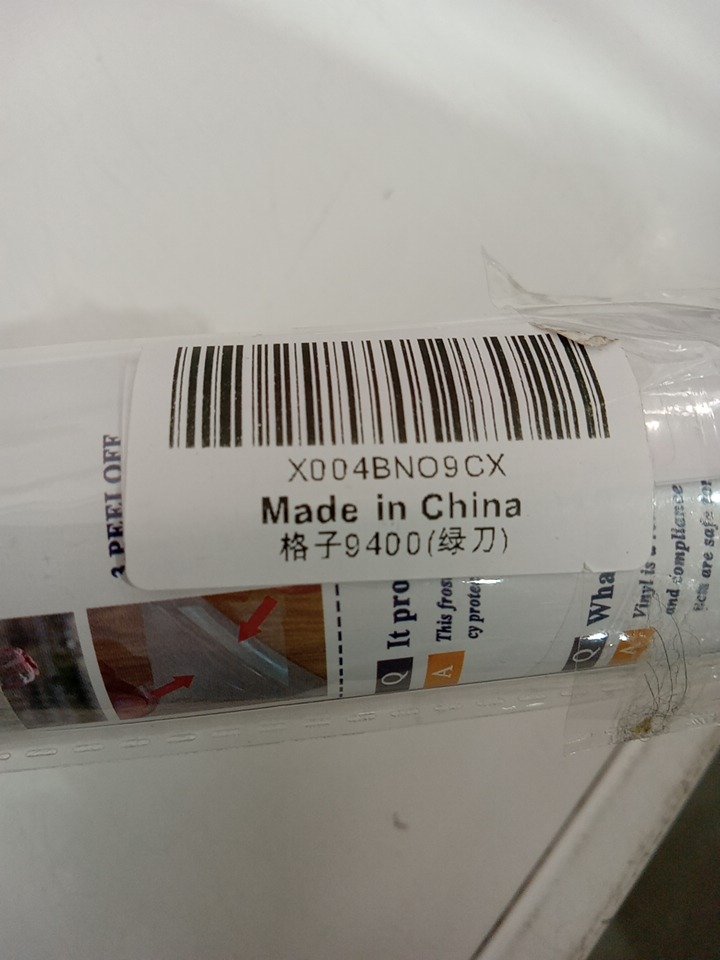 X004BNO9CX
Made in China
格子9400(绿刀)
3 PEEL OFF
Q It pro
A This fros
cy prote
Q Wha
A Vinyl is
and compliance
are safe